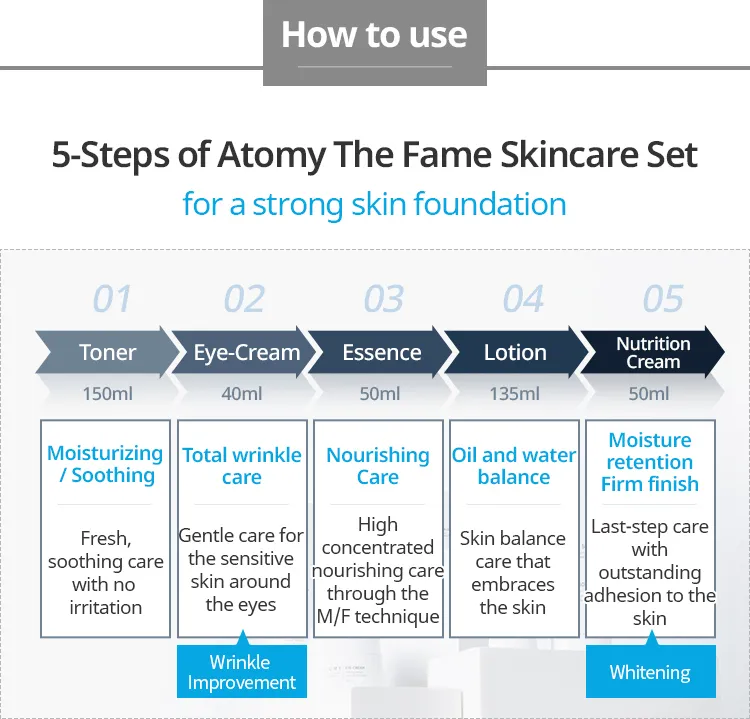 How to use
5-Steps of Atomy The Fame Skincare Set
for a strong skin foundation
01
02
03
04
05
Toner
Eye-Cream
Essence
Lotion
Nutrition
Cream
150ml
40ml
50ml
135ml
50ml
Moisturizing
/ Soothing
Fresh,
soothing care
with no
irritation
Total wrinkle
care
Gentle care for
the sensitive
skin around
the eyes
Wrinkle
Improvement
Nourishing
Care
High
concentrated
nourishing care
through the
M/F technique
Oil and water
balance
Skin balance
care that
embraces
the skin
Moisture
retention
Firm finish
Last-step care
with
outstanding
adhesion to the
skin
Whitening